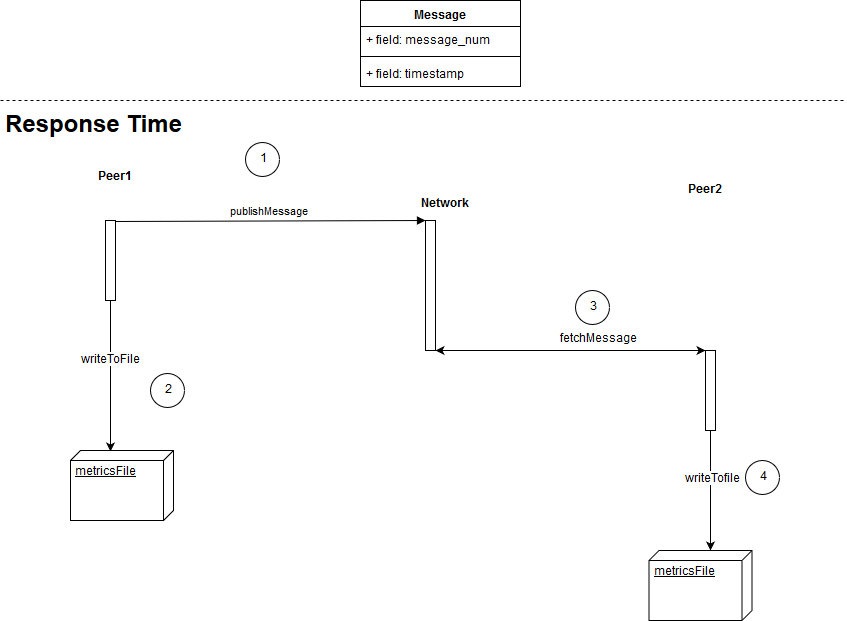 Message
+ field: message_num
+ field: timestamp
Response Time
1
Peer1
Peer2
Network
publishMessage
3
fetchMessage
writeToFile
2
metricsFile
writeTofile
4
metricsFile